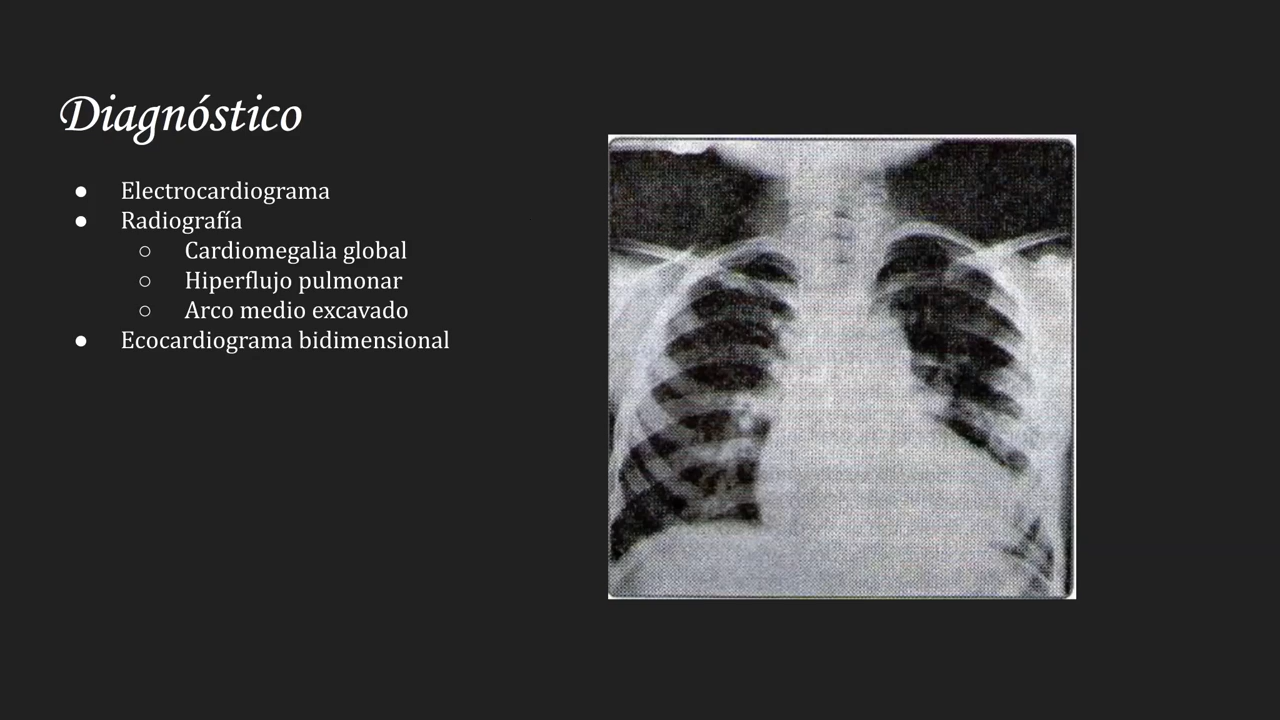 Diagnóstico
● Electrocardiograma
● Radiografía
○ Cardiomegalia global
○ Hiperflujo pulmonar
○ Arco medio excavado
● Ecocardiograma bidimensional